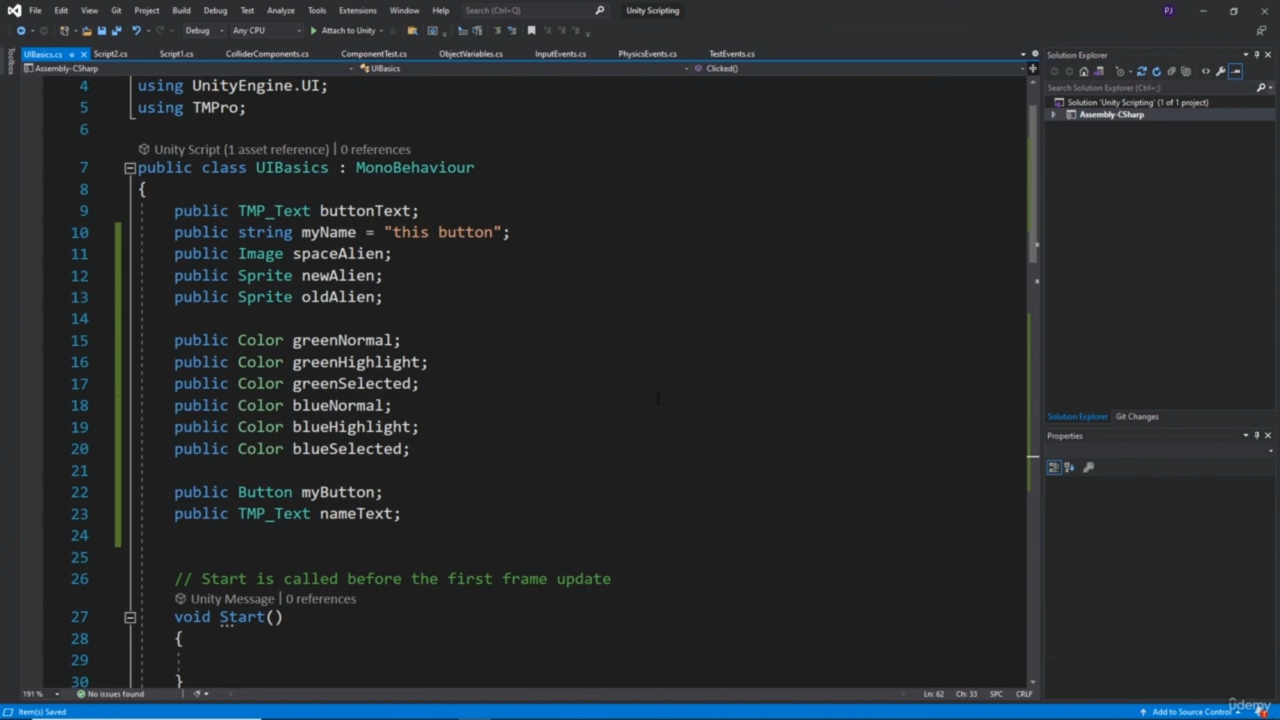 File Edit View Git Project Build Debug Test Analyze Tools Extensions Window Help Search (Ctrl+Q) Unity Scripting PJ
Debug Any CPU Attach to Unity
UIBasics.cs Script2.cs Script1.cs ColliderComponents.cs ComponentTest.cs ObjectVariables.cs InputEvents.cs PhysicsEvents.cs TestEvents.cs
Assembly-CSharp UIBasics Clicked()
Toolbox
4 using UnityEngine.UI;
5 using TMPro;
6
Unity Script (1 asset reference) | 0 references
7 public class UIBasics : MonoBehaviour
8 {
9 public TMP_Text buttonText;
10 public string myName = "this button";
11 public Image spaceAlien;
12 public Sprite newAlien;
13 public Sprite oldAlien;
14
15 public Color greenNormal;
16 public Color greenHighlight;
17 public Color greenSelected;
18 public Color blueNormal;
19 public Color blueHighlight;
20 public Color blueSelected;
21
22 public Button myButton;
23 public TMP_Text nameText;
24
25
26 // Start is called before the first frame update
Unity Message | 0 references
27 void Start()
28 {
29
30 }
191 % No issues found Ln: 62 Ch: 33 SPC CRLF
Solution Explorer
Search Solution Explorer (Ctrl+;)
Solution 'Unity Scripting' (1 of 1 project)
Assembly-CSharp
Solution Explorer Git Changes
Properties
Item(s) Saved Add to Source Control
udemy